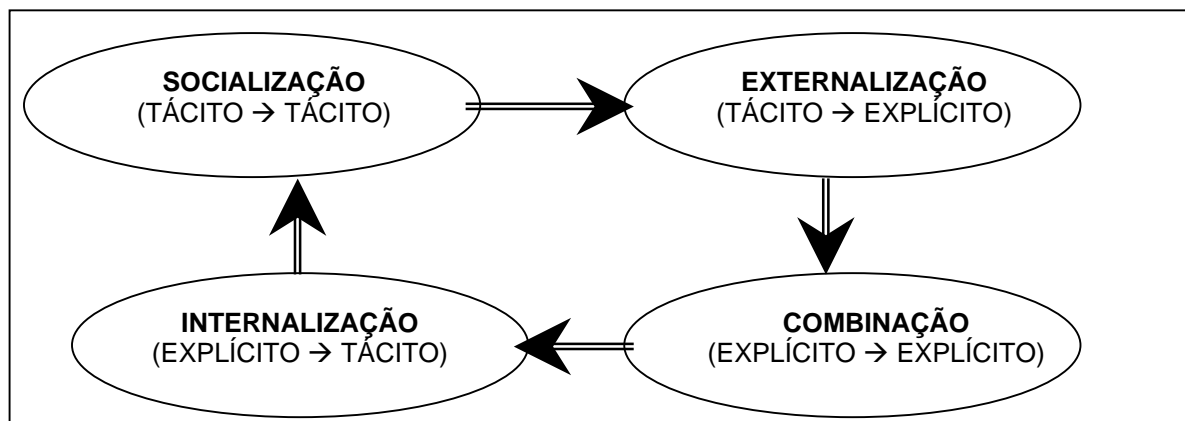 SOCIALIZAÇÃO
(TÁCITO → TÁCITO)
EXTERNALIZAÇÃO
(TÁCITO → EXPLÍCITO)
INTERNALIZAÇÃO
(EXPLÍCITO → TÁCITO)
COMBINAÇÃO
(EXPLÍCITO → EXPLÍCITO)